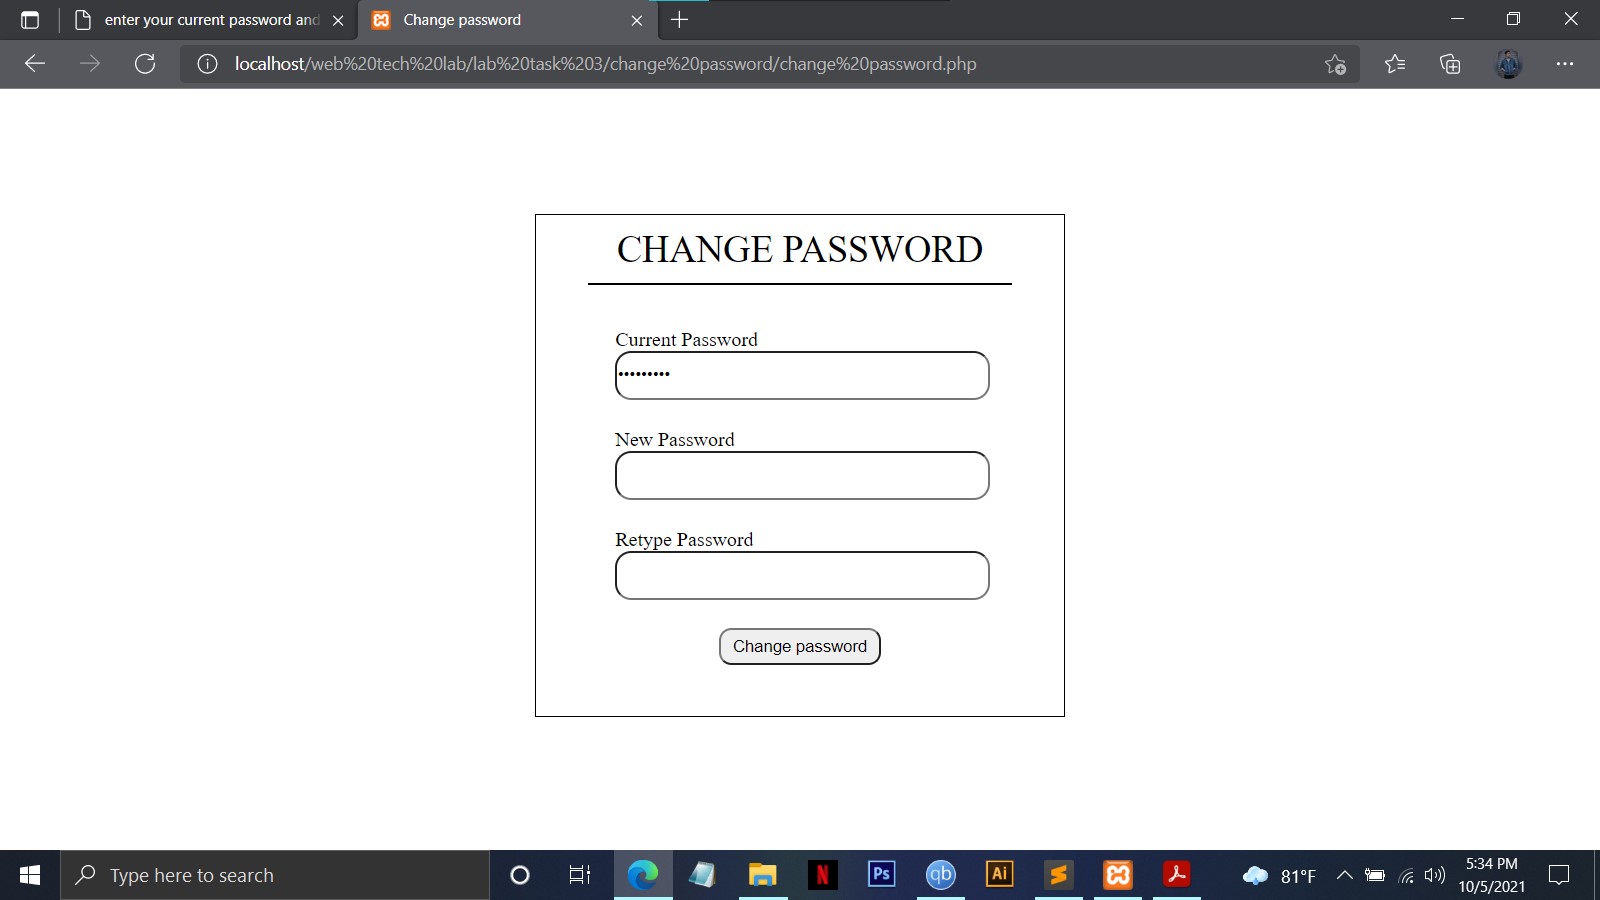 enter your current password and
Change password
localhost/web%20tech%20lab/lab%20task%203/change%20password/change%20password.php
CHANGE PASSWORD
Current Password
•••••••••
New Password
Retype Password
Change password
Type here to search
Ps
qb
Ai
N
81°F
5:34 PM
10/5/2021